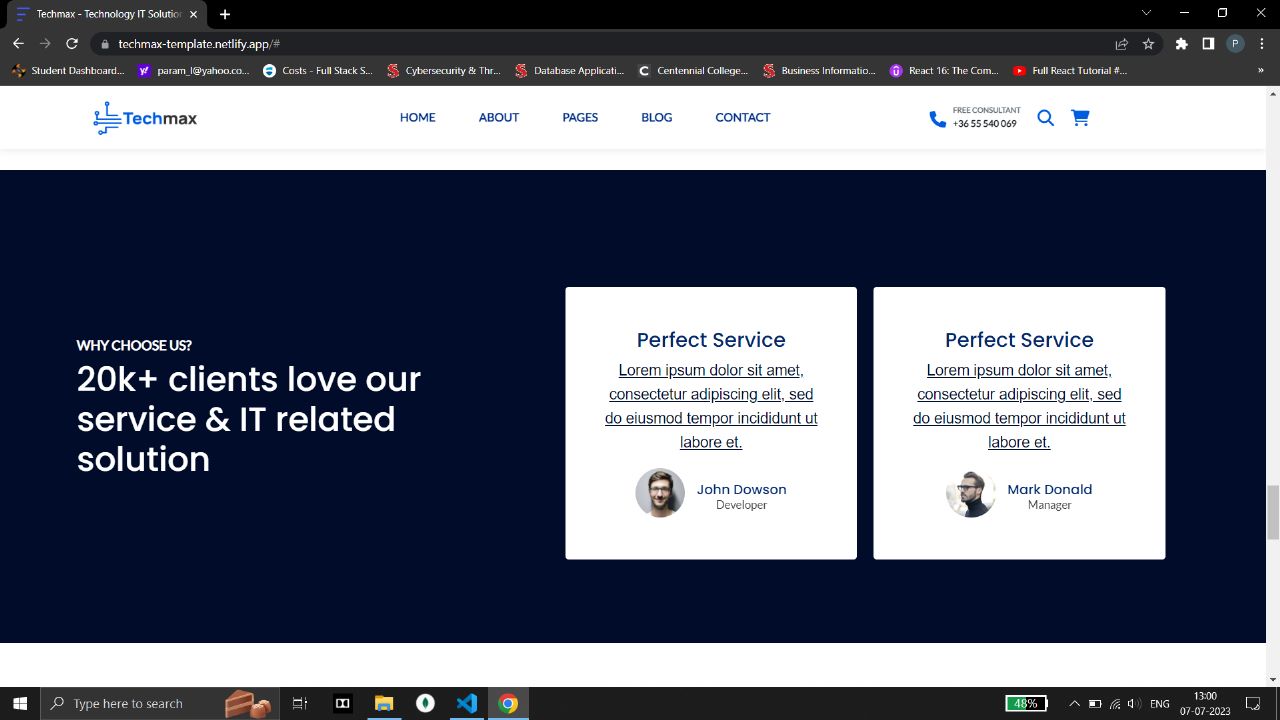 Techmax - Technology IT Solution
techmax-template.netlify.app/#
P
Student Dashboard...
param_l@yahoo.co...
Costs - Full Stack S...
Cybersecurity & Thr...
Database Applicati...
Centennial College...
Business Informatio...
React 16: The Com...
Full React Tutorial #...
»
Techmax
HOME
ABOUT
PAGES
BLOG
CONTACT
FREE CONSULTANT
+36 55 540 069
WHY CHOOSE US?
20k+ clients love our
service & IT related
solution
Perfect Service
Lorem ipsum dolor sit amet,
consectetur adipiscing elit, sed
do eiusmod tempor incididunt ut
labore et.
John Dowson
Developer
Perfect Service
Lorem ipsum dolor sit amet,
consectetur adipiscing elit, sed
do eiusmod tempor incididunt ut
labore et.
Mark Donald
Manager
Type here to search
48%
ENG
13:00
07-07-2023